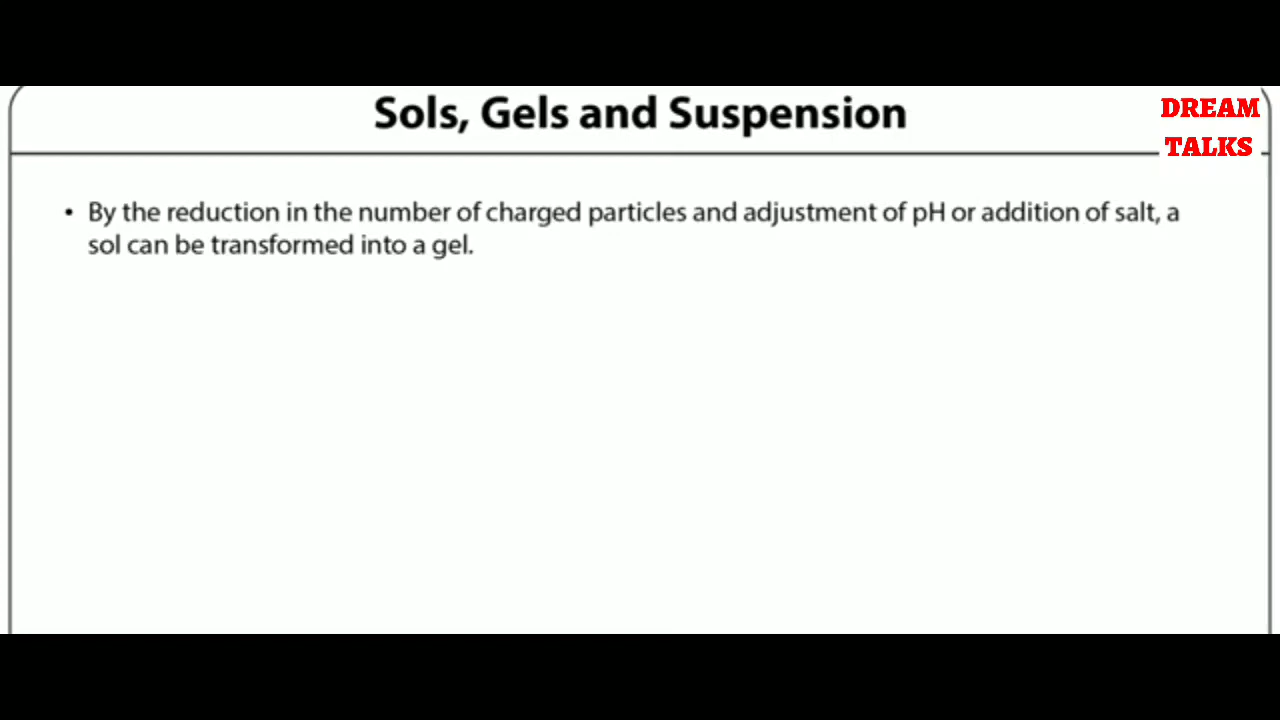 Sols, Gels and Suspension
DREAM
TALKS
• By the reduction in the number of charged particles and adjustment of pH or addition of salt, a
sol can be transformed into a gel.